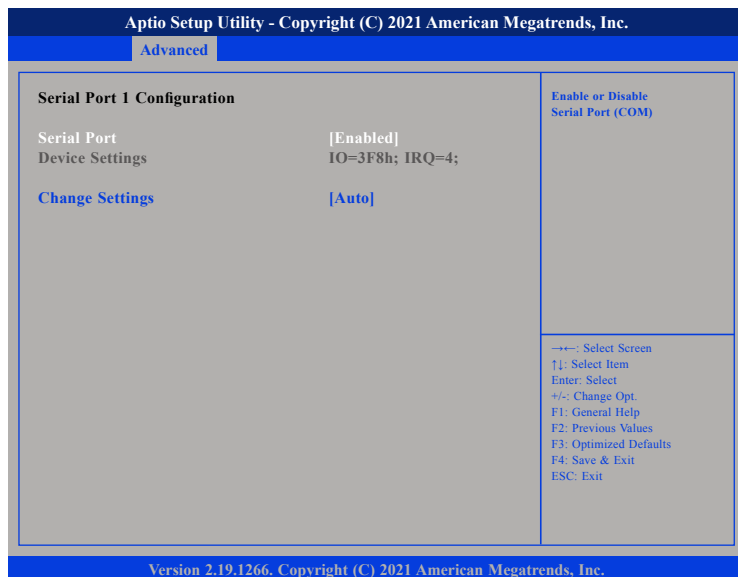 Aptio Setup Utility - Copyright (C) 2021 American Megatrends, Inc.
Advanced
Serial Port 1 Configuration
Serial Port [Enabled]
Device Settings IO=3F8h; IRQ=4;
Change Settings [Auto]
Enable or Disable
Serial Port (COM)
→←: Select Screen
↑↓: Select Item
Enter: Select
+/-: Change Opt.
F1: General Help
F2: Previous Values
F3: Optimized Defaults
F4: Save & Exit
ESC: Exit
Version 2.19.1266. Copyright (C) 2021 American Megatrends, Inc.